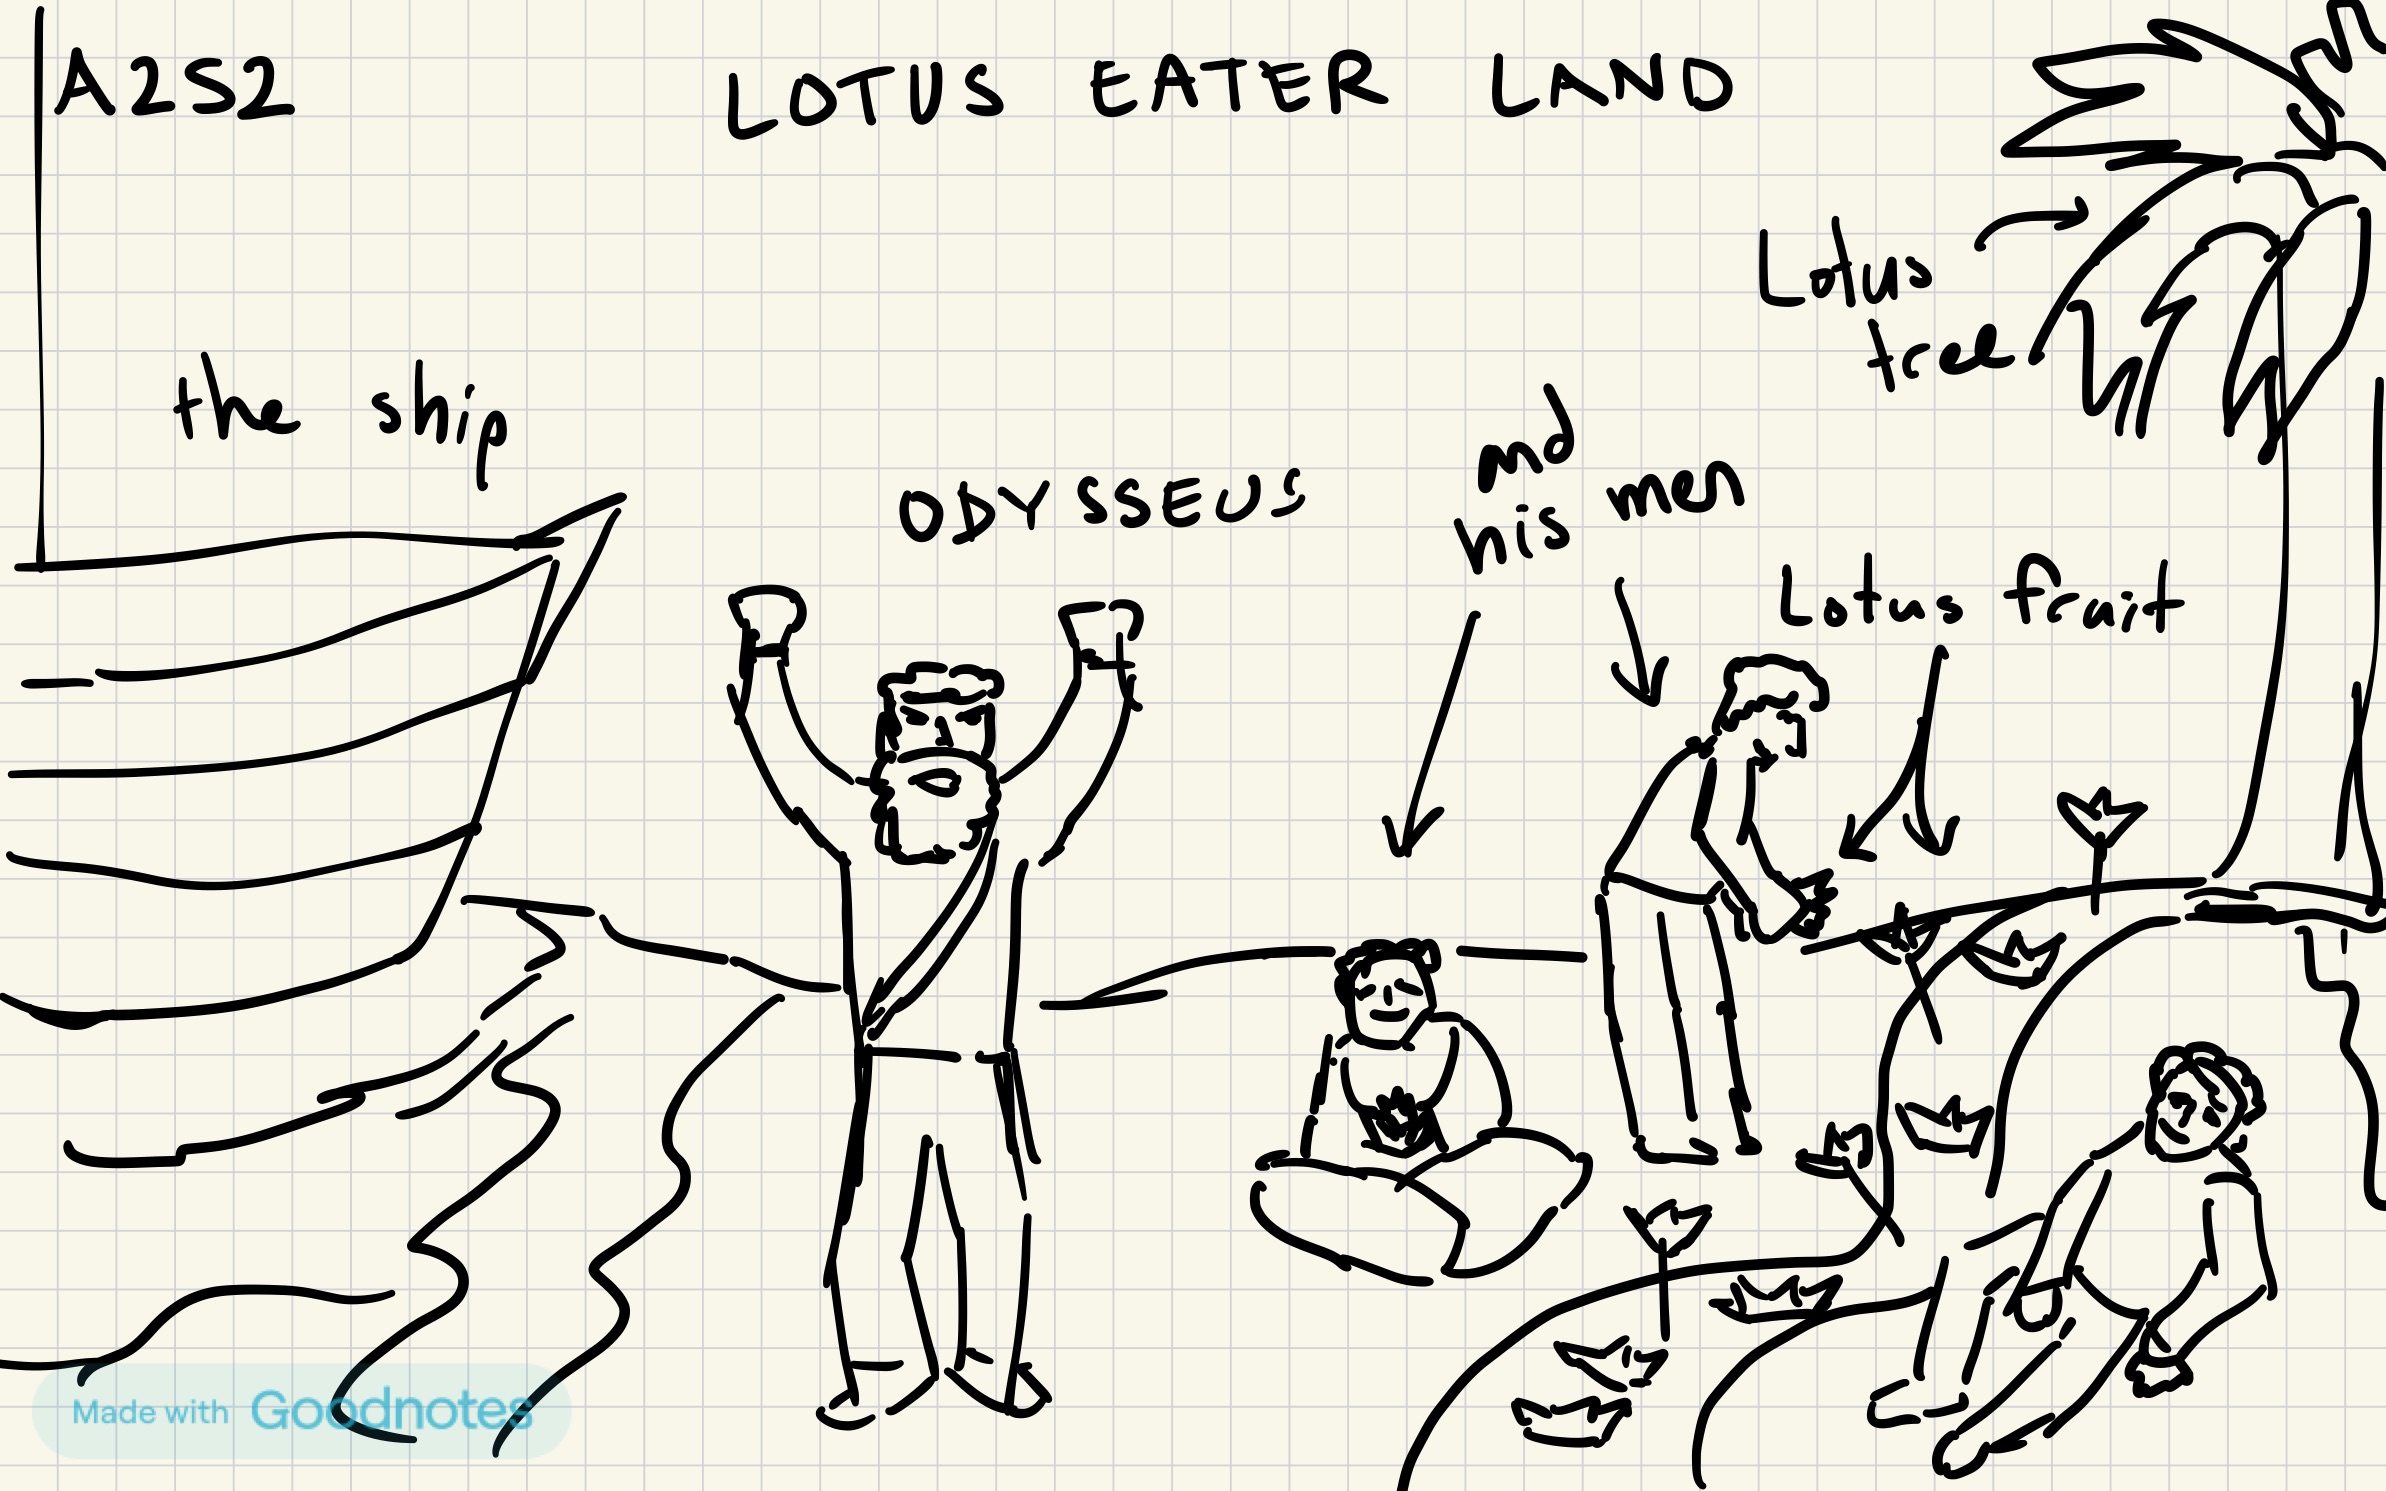 A2S2
LOTUS EATER LAND
Lotus
tree
the ship
ODYSSEUS
and
his men
Lotus fruit
Made with Goodnotes